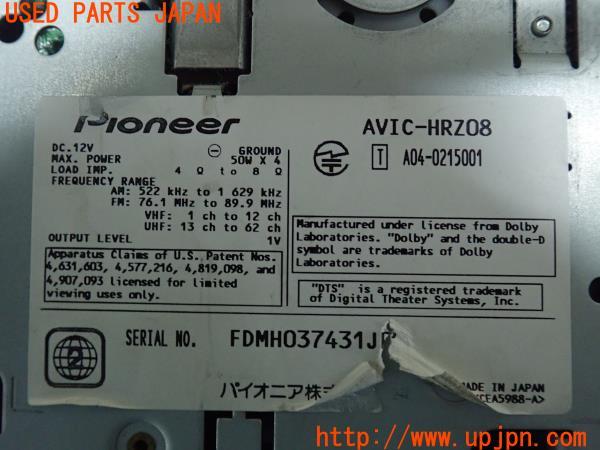 USED PARTS JAPAN
Pioneer
AVIC-HRZ08
DC.12V ⊖ GROUND
MAX. POWER 50W X 4
LOAD IMP. 4 Ω to 8 Ω
FREQUENCY RANGE
AM: 522 kHz to 1 629 kHz
FM: 76.1 MHz to 89.9 MHz
VHF: 1 ch to 12 ch
UHF: 13 ch to 62 ch
OUTPUT LEVEL 1V
T A04-0215001
Apparatus Claims of U.S. Patent Nos.
4,631,603, 4,577,216, 4,819,098, and
4,907,093 licensed for limited
viewing uses only.
Manufactured under license from Dolby
Laboratories. "Dolby" and the double-D
symbol are trademarks of Dolby
Laboratories.
"DTS" is a registered trademark
of Digital Theater Systems, Inc.
2
SERIAL NO. FDMH037431J
パイオニア株
CEA5988-A>
http://www.upjpn.com/